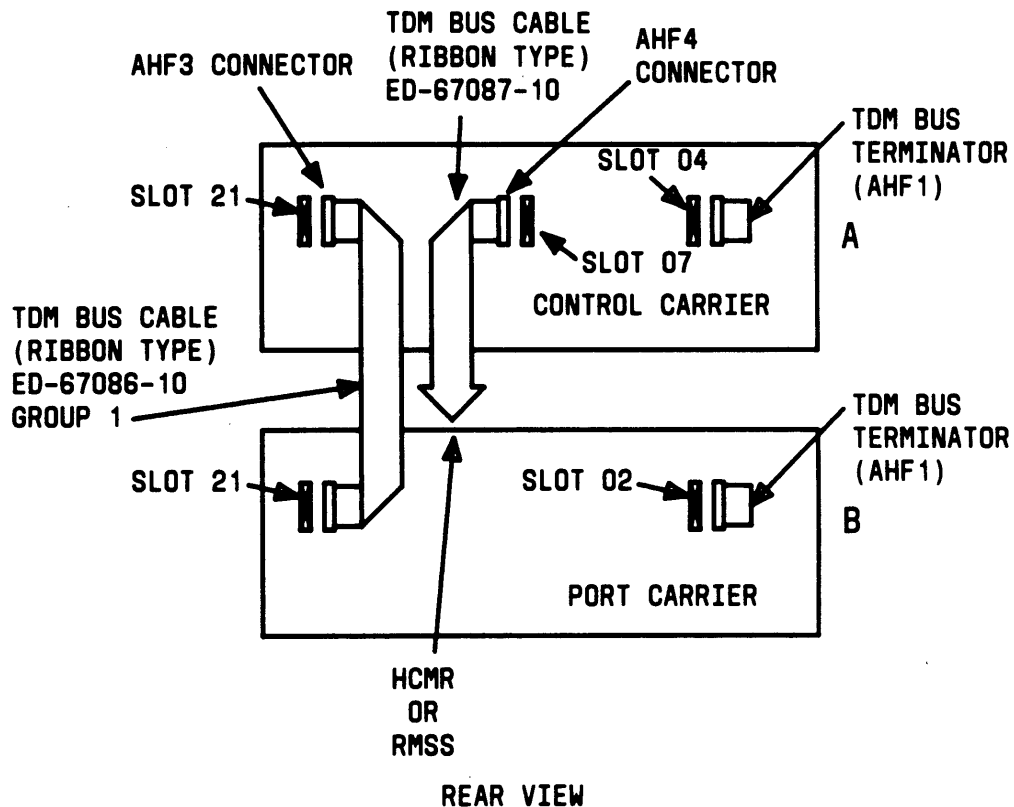 TDM BUS CABLE
(RIBBON TYPE)
ED-67087-10
AHF4
CONNECTOR
AHF3 CONNECTOR
TDM BUS
TERMINATOR
(AHF1)
SLOT 04
SLOT 21
A
SLOT 07
CONTROL CARRIER
TDM BUS CABLE
(RIBBON TYPE)
ED-67086-10
GROUP 1
TDM BUS
TERMINATOR
(AHF1)
SLOT 21
SLOT 02
B
PORT CARRIER
HCMR
OR
RMSS
REAR VIEW